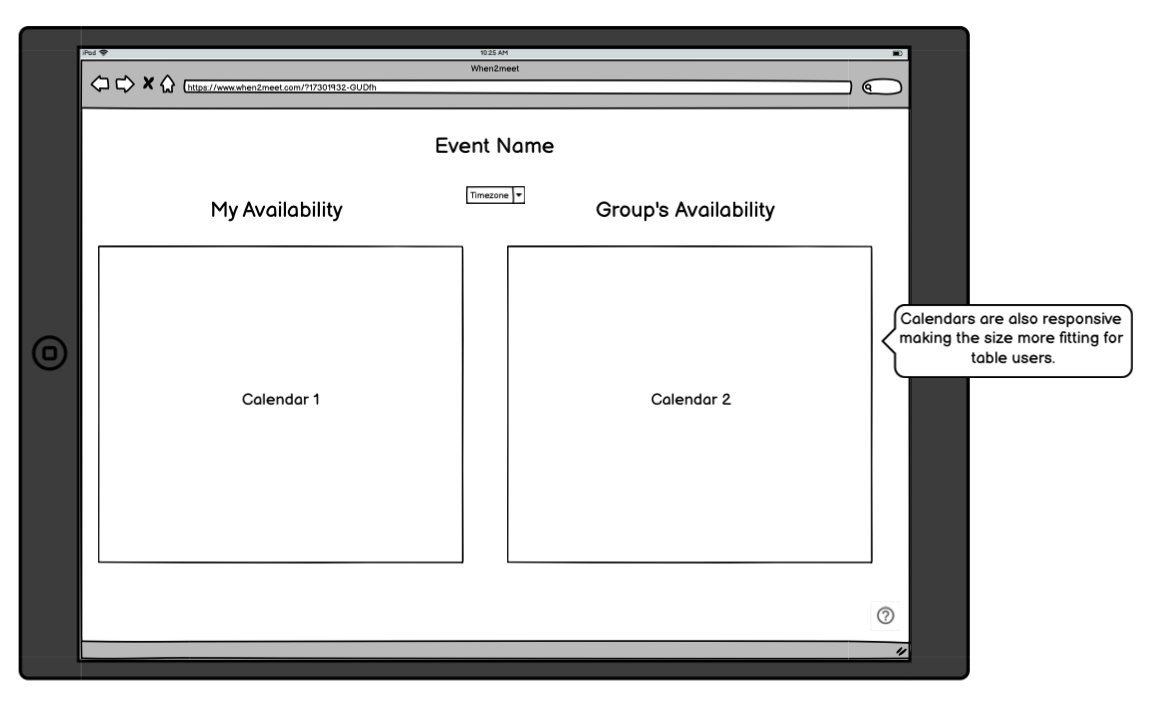 iPad
10:25 AM
When2meet
https://www.when2meet.com/?17301932-GUDfh
Event Name
Timezone
My Availability
Group's Availability
Calendar 1
Calendar 2
Calendars are also responsive
making the size more fitting for
table users.
?